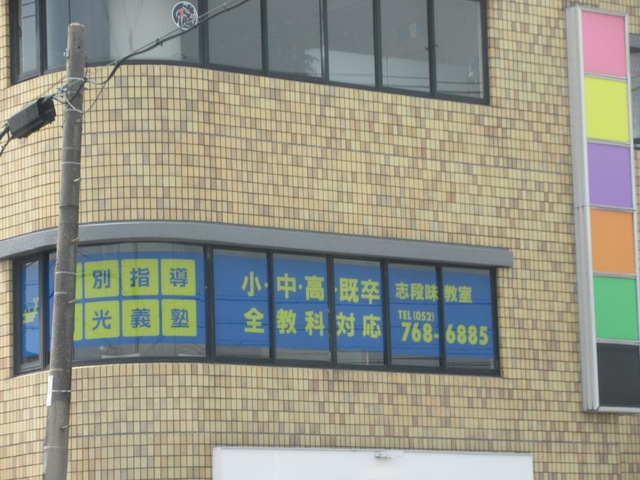 別指導
光義塾
小・中・高・既卒
全教科対応
志段味教室
TEL(052)
768-6885